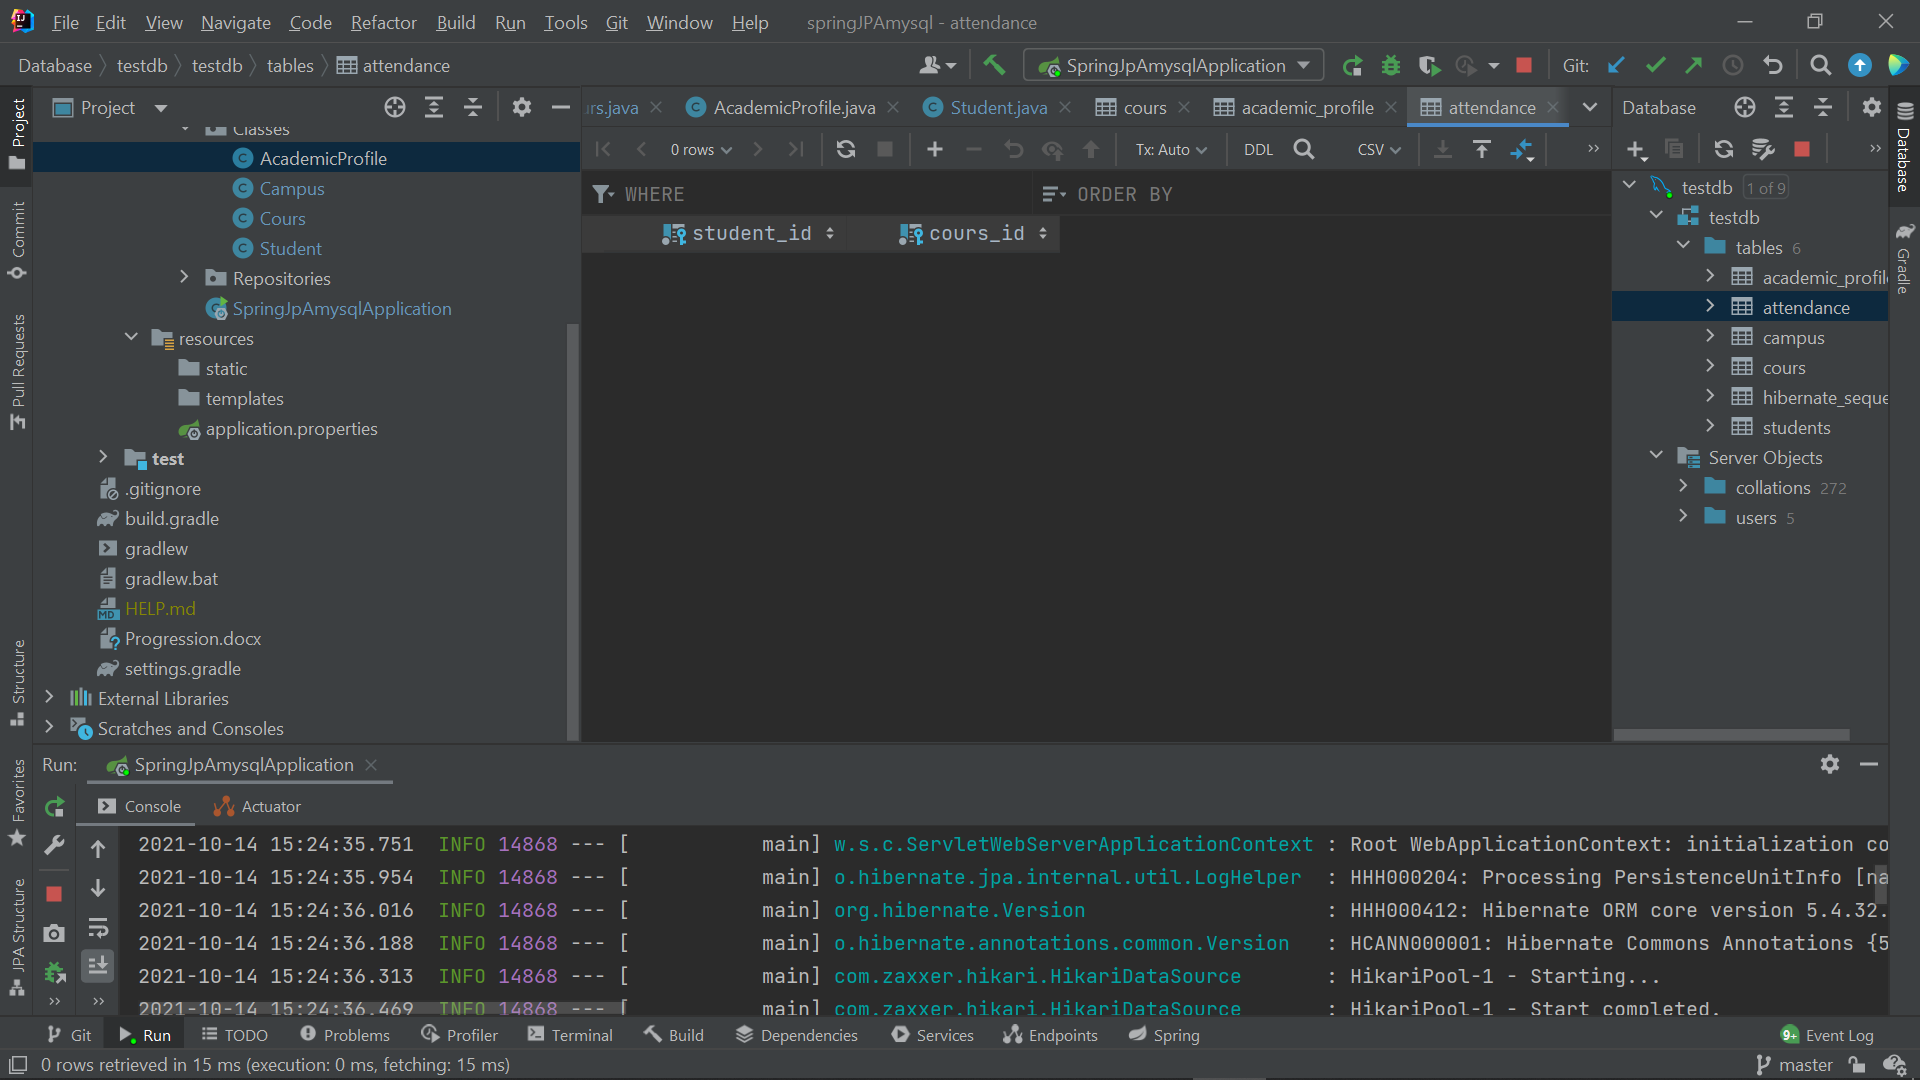 File Edit View Navigate Code Refactor Build Run Tools Git Window Help springJPAmysql - attendance
Database testdb testdb tables attendance SpringJpAmysqlApplication Git:
Project
rs.java AcademicProfile.java Student.java cours academic_profile attendance
Database
0 rows Tx: Auto DDL CSV
WHERE ORDER BY
student_id cours_id
Classes
AcademicProfile
Campus
Cours
Student
Repositories
SpringJpAmysqlApplication
resources
static
templates
application.properties
test
.gitignore
build.gradle
gradlew
gradlew.bat
MD HELP.md
Progression.docx
settings.gradle
External Libraries
Scratches and Consoles
testdb 1 of 9
testdb
tables 6
academic_profile
attendance
campus
cours
hibernate_seque
students
Server Objects
collations 272
users 5
Project
Commit
Pull Requests
Structure
Favorites
JPA Structure
Database
Gradle
Run: SpringJpAmysqlApplication
Console Actuator
2021-10-14 15:24:35.751 INFO 14868 --- [ main] w.s.c.ServletWebServerApplicationContext : Root WebApplicationContext: initialization co
2021-10-14 15:24:35.954 INFO 14868 --- [ main] o.hibernate.jpa.internal.util.LogHelper : HHH000204: Processing PersistenceUnitInfo [na
2021-10-14 15:24:36.016 INFO 14868 --- [ main] org.hibernate.Version : HHH000412: Hibernate ORM core version 5.4.32.
2021-10-14 15:24:36.188 INFO 14868 --- [ main] o.hibernate.annotations.common.Version : HCANN000001: Hibernate Commons Annotations {5
2021-10-14 15:24:36.313 INFO 14868 --- [ main] com.zaxxer.hikari.HikariDataSource : HikariPool-1 - Starting...
2021-10-14 15:24:36.469 INFO 14868 --- [ main] com.zaxxer.hikari.HikariDataSource : HikariPool-1 - Start completed.
Git Run TODO Problems Profiler Terminal Build Dependencies Services Endpoints Spring 9+ Event Log
0 rows retrieved in 15 ms (execution: 0 ms, fetching: 15 ms) master